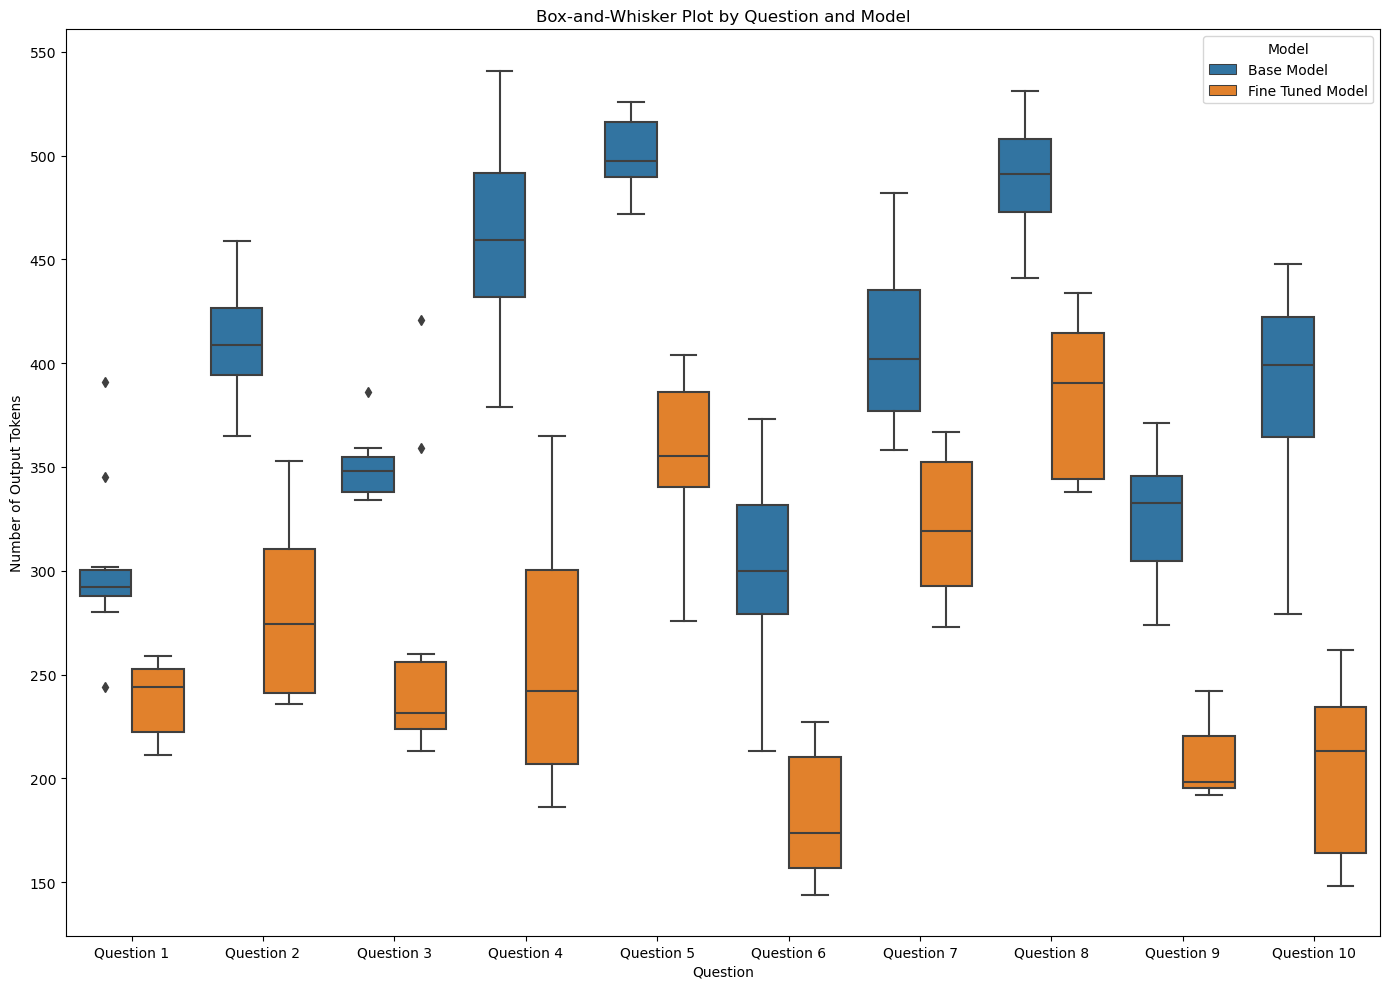 Box-and-Whisker Plot by Question and Model
Model
Base Model
Fine Tuned Model
Number of Output Tokens
550
500
450
400
350
300
250
200
150
Question 1
Question 2
Question 3
Question 4
Question 5
Question 6
Question 7
Question 8
Question 9
Question 10
Question